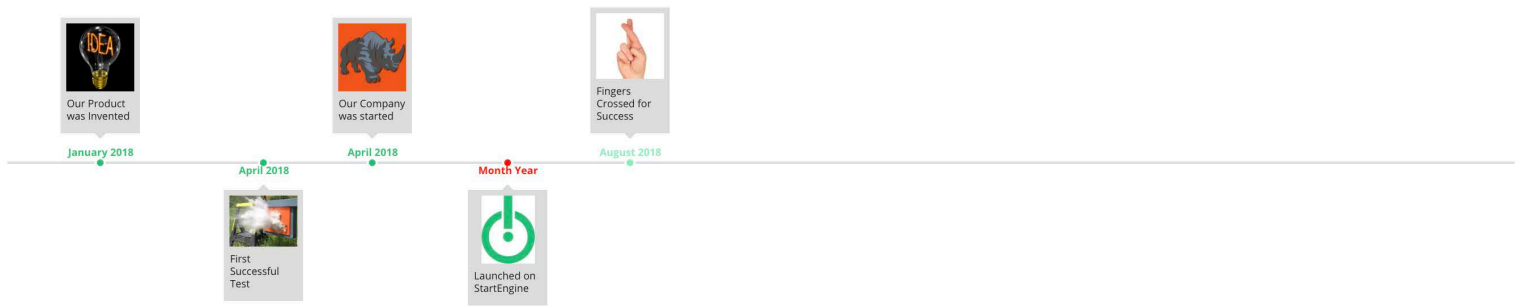 IDEA
Our Product
was Invented
January 2018
April 2018
First
Successful
Test
Our Company
was started
April 2018
Month Year
Launched on
StartEngine
Fingers
Crossed for
Success
August 2018